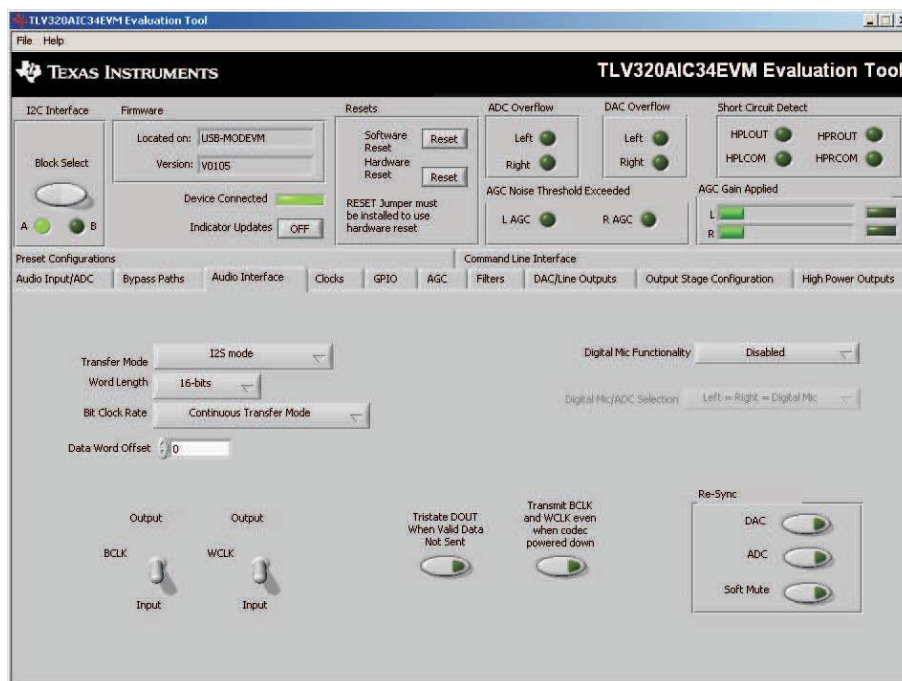 TLV320AIC34EVM Evaluation Tool
File Help
TEXAS INSTRUMENTS
TLV320AIC34EVM Evaluation Tool
I2C Interface
Block Select
A
B
Firmware
Located on: USB-MODEVM
Version: V0105
Device Connected
Indicator Updates OFF
Resets
Software
Reset
Reset
Hardware
Reset
Reset
RESET Jumper must
be installed to use
hardware reset
ADC Overflow
Left
Right
DAC Overflow
Left
Right
Short Circuit Detect
HPLOUT HPROUT
HPLCOM HPRCOM
AGC Noise Threshold Exceeded
L AGC R AGC
AGC Gain Applied
L
R
Preset Configurations Command Line Interface
Audio Input/ADC Bypass Paths Audio Interface Clocks GPIO AGC Filters DAC/Line Outputs Output Stage Configuration High Power Outputs
Transfer Mode I2S mode
Word Length 16-bits
Bit Clock Rate Continuous Transfer Mode
Data Word Offset 0
Digital Mic Functionality Disabled
Digital Mic/ADC Selection Left = Right = Digital Mic
Output
BCLK
Input
Output
WCLK
Input
Tristate DOUT
When Valid Data
Not Sent
Transmit BCLK
and WCLK even
when codec
powered down
Re-Sync
DAC
ADC
Soft Mute